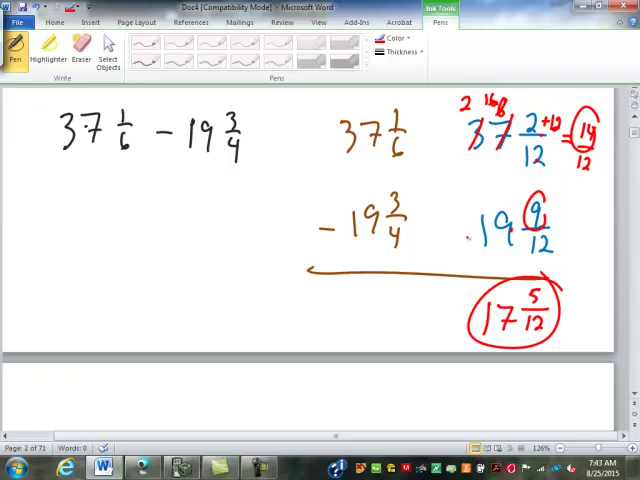 Doc4 [Compatibility Mode] - Microsoft Word
Ink Tools
File Home Insert Page Layout References Mailings Review View Add-Ins Acrobat Pens
Pen Highlighter Eraser Select Objects
Color
Thickness
Write Pens
37 1/6 − 19 3/4
37 1/6
− 19 3/4
2 16
37 2/12 +12 = 14/12
19 9/12
17 5/12
Page: 2 of 71 Words: 0 126%
7:43 AM
8/25/2015